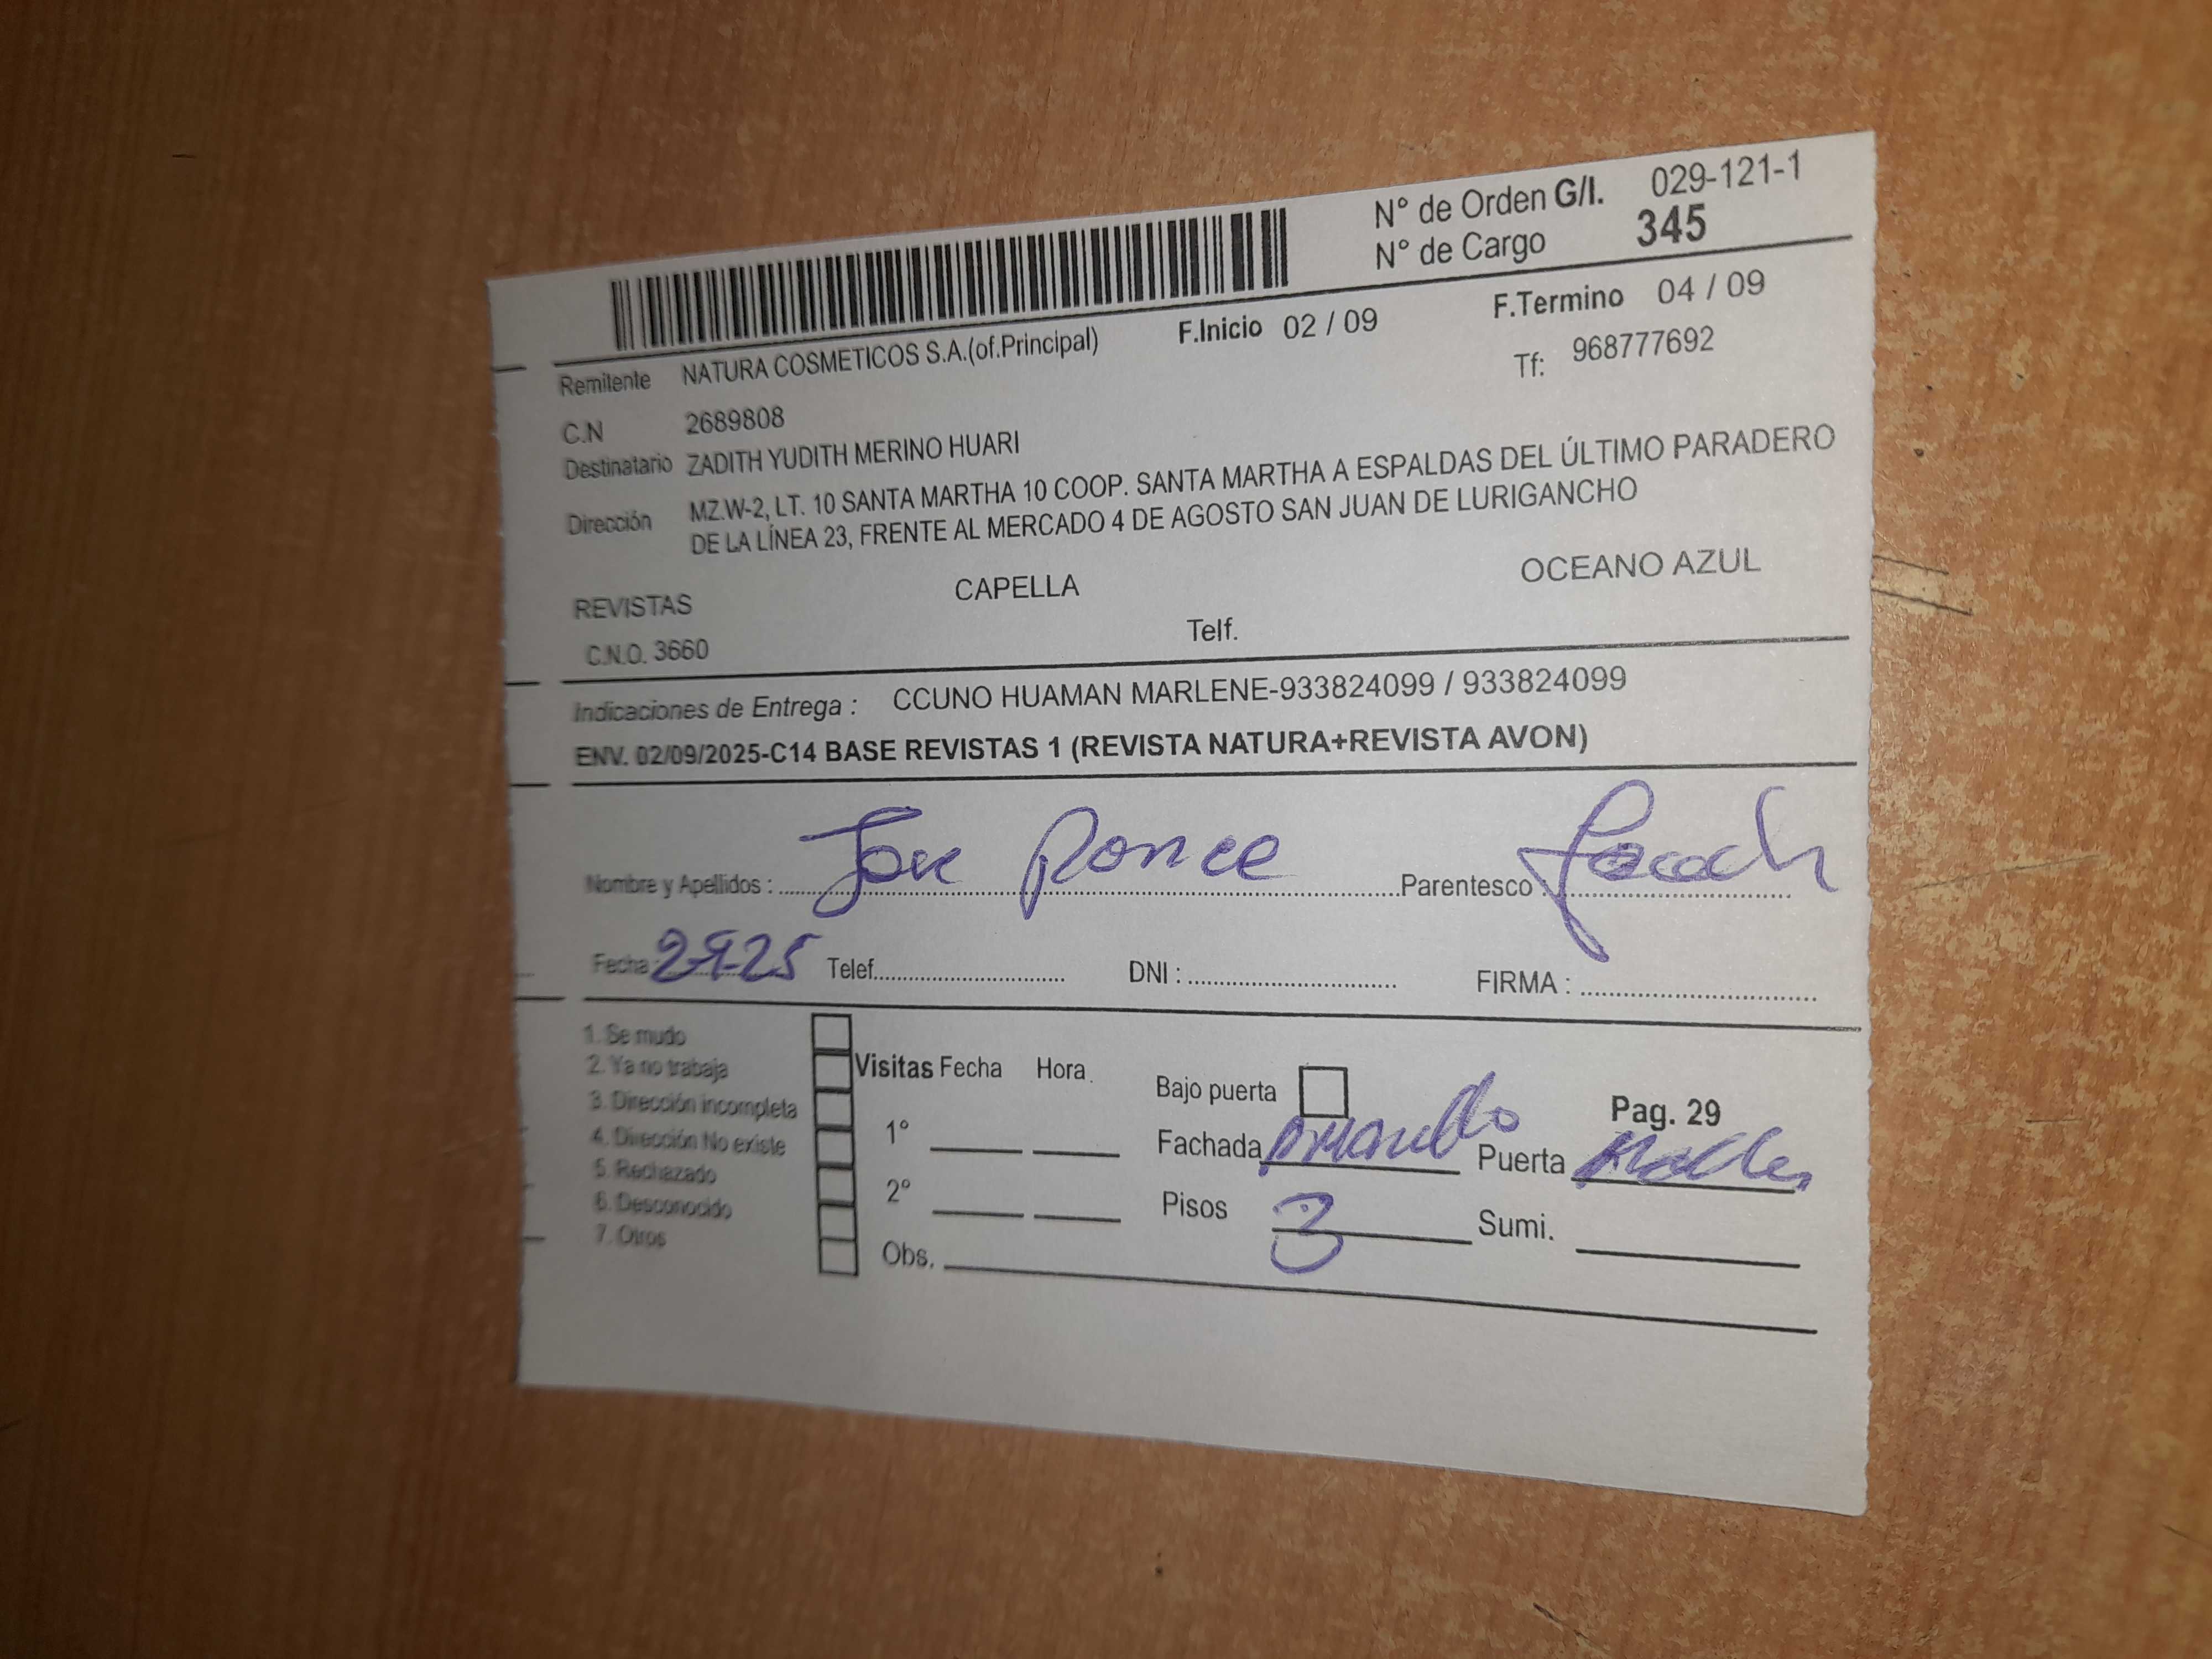 N° de Orden G/I. 029-121-1
N° de Cargo 345
F.Inicio 02 / 09 F.Termino 04 / 09
Remitente NATURA COSMETICOS S.A.(of.Principal) Tf: 968777692
C.N 2689808
Destinatario ZADITH YUDITH MERINO HUARI
Dirección MZ.W-2, LT. 10 SANTA MARTHA 10 COOP. SANTA MARTHA A ESPALDAS DEL ÚLTIMO PARADERO
DE LA LÍNEA 23, FRENTE AL MERCADO 4 DE AGOSTO SAN JUAN DE LURIGANCHO
REVISTAS CAPELLA OCEANO AZUL
C.N.O. 3660 Telf.
Indicaciones de Entrega : CCUNO HUAMAN MARLENE-933824099 / 933824099
ENV. 02/09/2025-C14 BASE REVISTAS 1 (REVISTA NATURA+REVISTA AVON)
Nombre y Apellidos : Jose Ponce Parentesco :
Fecha : 2-9-25 Telef. DNI : FIRMA :
1. Se mudo
2. Ya no trabaja
3. Dirección incompleta
4. Dirección No existe
5. Rechazado
6. Desconocido
7. Otros
Visitas Fecha Hora
1°
2°
Obs.
Bajo puerta Pag. 29
Fachada Puerta
Pisos 3 Sumi.